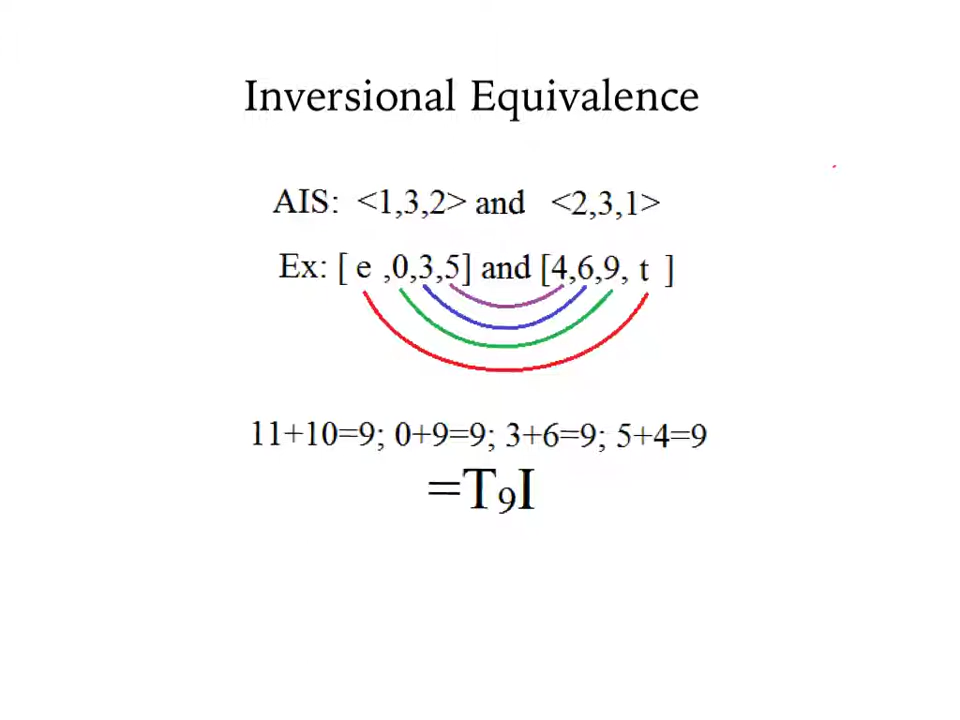 Inversional Equivalence
AIS: <1,3,2> and <2,3,1>
Ex: [ e ,0,3,5] and [4,6,9, t ]
11+10=9; 0+9=9; 3+6=9; 5+4=9
=T₉I